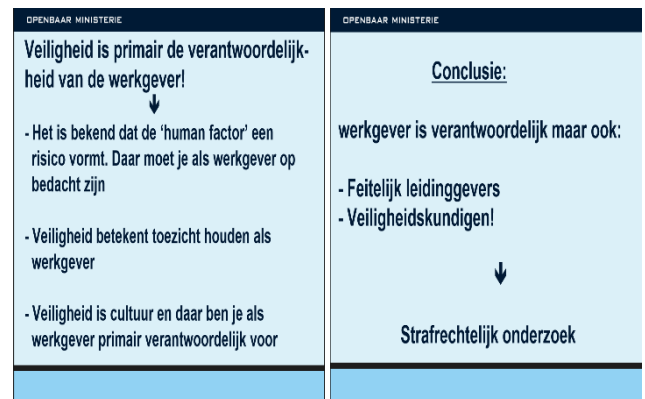 OPENBAAR MINISTERIE
Veiligheid is primair de verantwoordelijk-
heid van de werkgever!
- Het is bekend dat de ‘human factor’ een
risico vormt. Daar moet je als werkgever op
bedacht zijn
- Veiligheid betekent toezicht houden als
werkgever
- Veiligheid is cultuur en daar ben je als
werkgever primair verantwoordelijk voor
OPENBAAR MINISTERIE
Conclusie:
werkgever is verantwoordelijk maar ook:
- Feitelijk leidinggevers
- Veiligheidskundigen!
Strafrechtelijk onderzoek